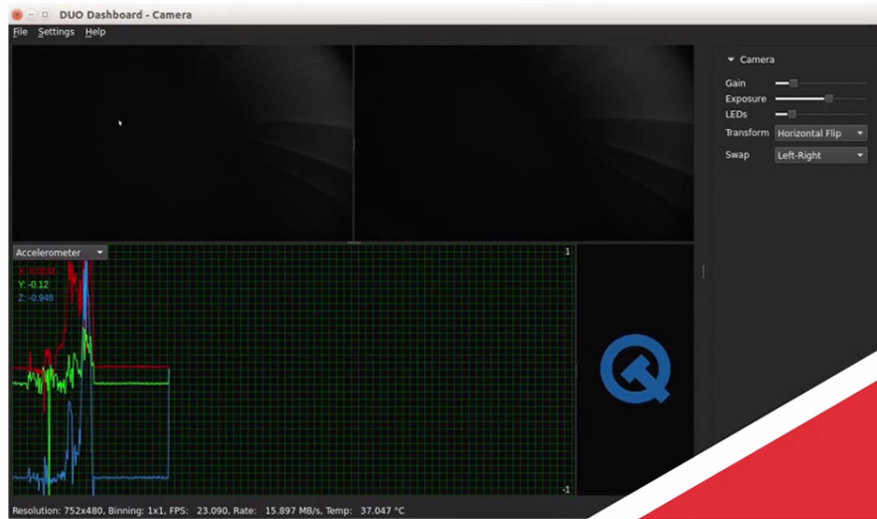 DUO Dashboard - Camera
File Settings Help
Camera
Gain
Exposure
LEDs
Transform Horizontal Flip
Swap Left-Right
Accelerometer
1
Y: -0.12
Z: -0.948
-1
Resolution: 752x480, Binning: 1x1, FPS: 23.090, Rate: 15.897 MB/s, Temp: 37.047 °C